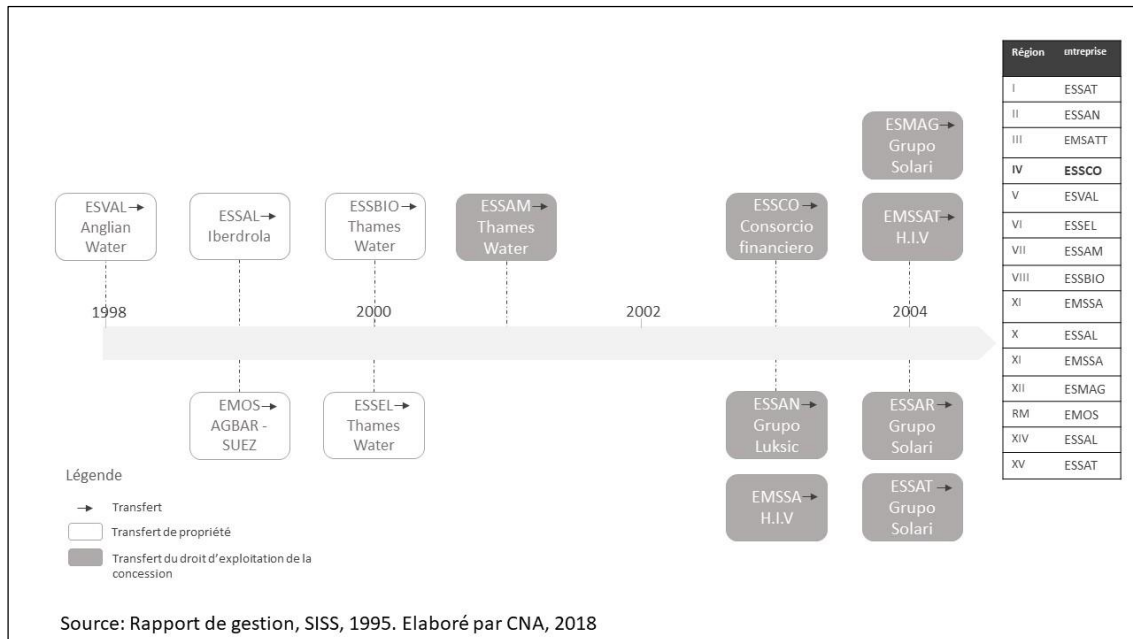 ESMAG→
Grupo
Solari
ESVAL→
Anglian
Water
ESSAL→
Iberdrola
ESSBIO→
Thames
Water
ESSAM→
Thames
Water
ESSCO→
Consorcio
financiero
EMSSAT→
H.I.V
1998
2000
2002
2004
EMOS→
AGBAR -
SUEZ
ESSEL→
Thames
Water
ESSAN→
Grupo
Luksic
ESSAR→
Grupo
Solari
EMSSA→
H.I.V
ESSAT→
Grupo
Solari
Légende
→ Transfert
Transfert de propriété
Transfert du droit d’exploitation de la
concession
Région Entreprise
I ESSAT
II ESSAN
III EMSATT
IV ESSCO
V ESVAL
VI ESSEL
VII ESSAM
VIII ESSBIO
XI EMSSA
X ESSAL
XI EMSSA
XII ESMAG
RM EMOS
XIV ESSAL
XV ESSAT
Source: Rapport de gestion, SISS, 1995. Elaboré par CNA, 2018